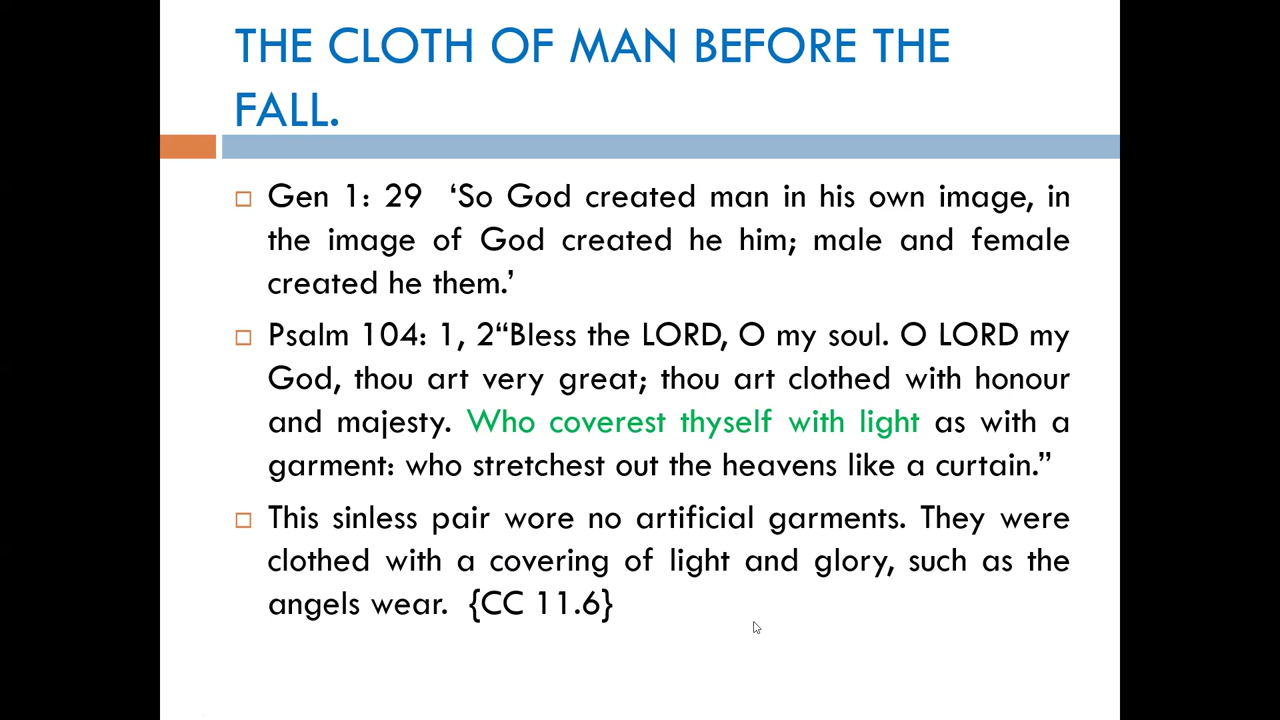 THE CLOTH OF MAN BEFORE THE
FALL.
Gen 1: 29 ‘So God created man in his own image, in
the image of God created he him; male and female
created he them.’
Psalm 104: 1, 2“Bless the LORD, O my soul. O LORD my
God, thou art very great; thou art clothed with honour
and majesty. Who coverest thyself with light as with a
garment: who stretchest out the heavens like a curtain.”
This sinless pair wore no artificial garments. They were
clothed with a covering of light and glory, such as the
angels wear. {CC 11.6}